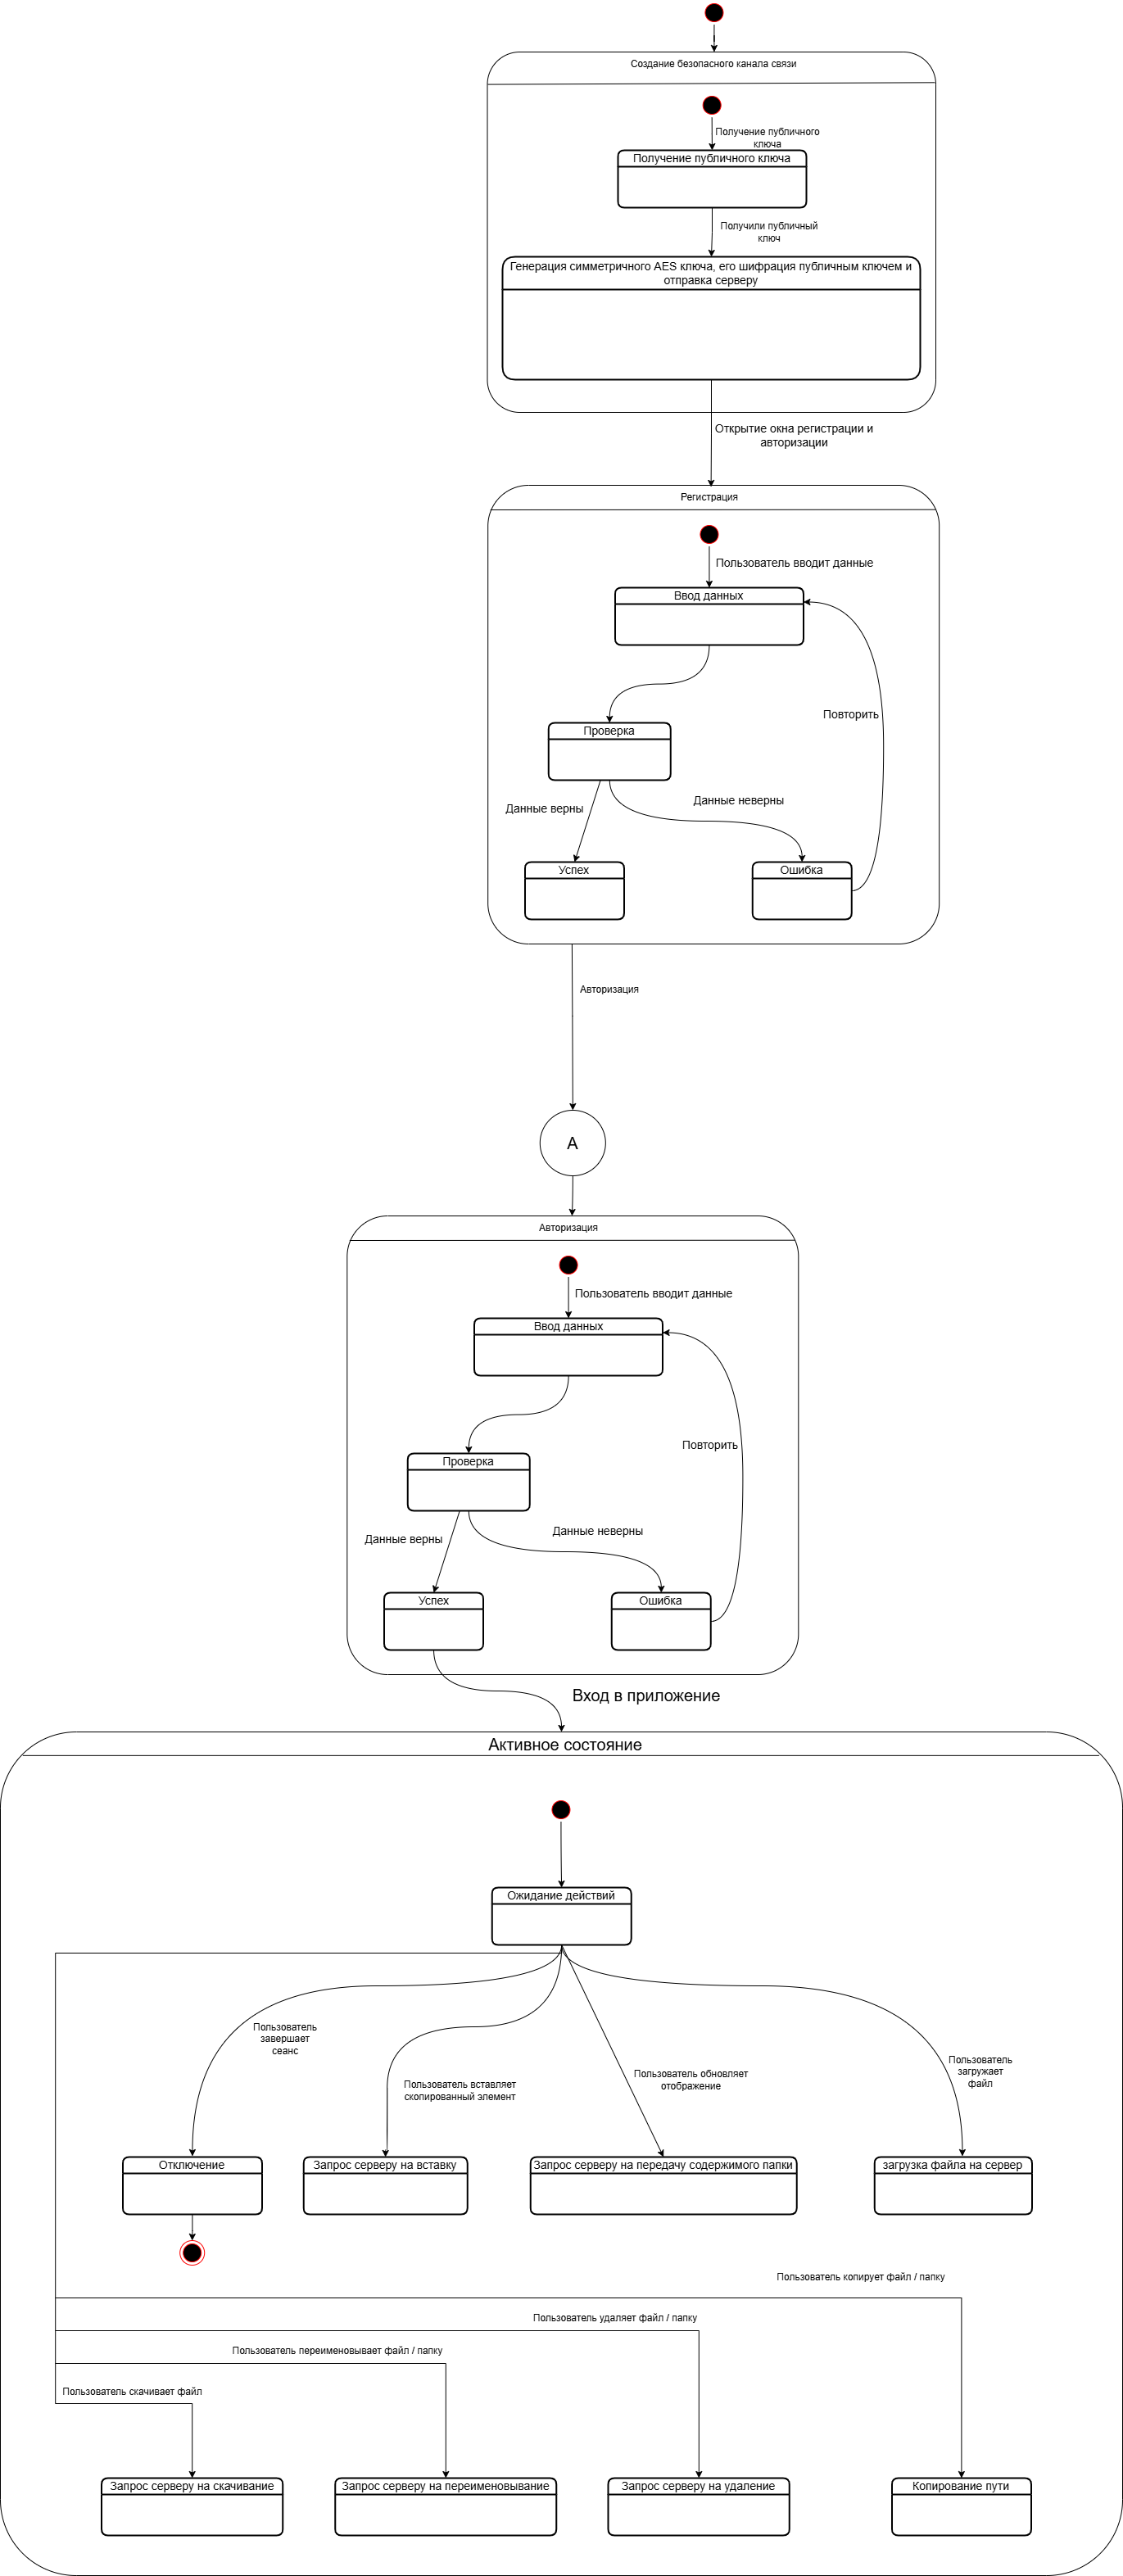 Создание безопасного канала связи
Получение публичного
ключа
Получение публичного ключа
Получили публичный
ключ
Генерация симметричного AES ключа, его шифрация публичным ключем и
отправка серверу
Открытие окна регистрации и
авторизации
Регистрация
Пользователь вводит данные
Ввод данных
Повторить
Проверка
Данные неверны
Данные верны
Успех
Ошибка
Авторизация
А
Авторизация
Пользователь вводит данные
Ввод данных
Повторить
Проверка
Данные неверны
Данные верны
Успех
Ошибка
Вход в приложение
Активное состояние
Ожидание действий
Пользователь
завершает
сеанс
Пользователь вставляет
скопированный элемент
Пользователь обновляет
отображение
Пользователь
загружает
файл
Отключение
Запрос серверу на вставку
Запрос серверу на передачу содержимого папки
загрузка файла на сервер
Пользователь копирует файл / папку
Пользователь удаляет файл / папку
Пользователь переименовывает файл / папку
Пользователь скачивает файл
Запрос серверу на скачивание
Запрос серверу на переименовывание
Запрос серверу на удаление
Копирование пути